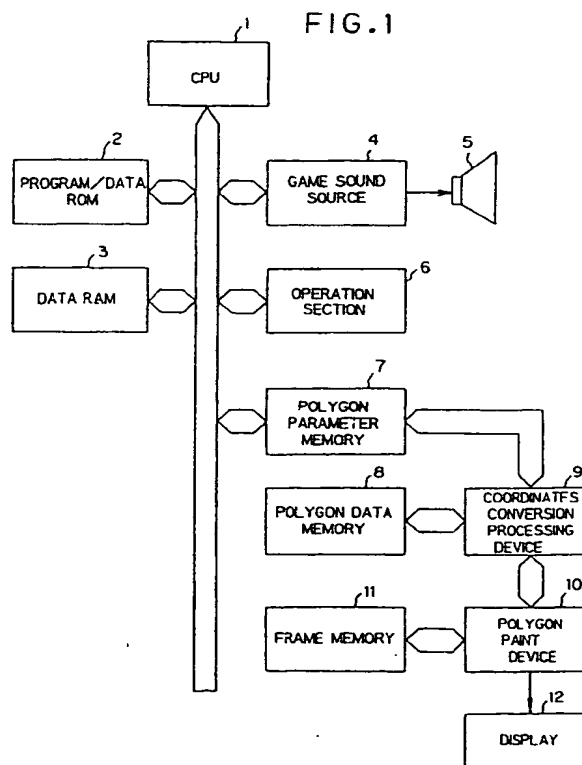 FIG.1
1
CPU
2
PROGRAM/DATA
ROM
4
GAME SOUND
SOURCE
5
3
DATA RAM
6
OPERATION
SECTION
7
POLYGON
PARAMETER
MEMORY
8
POLYGON DATA
MEMORY
9
COORDINATES
CONVERSION
PROCESSING
DEVICE
11
FRAME MEMORY
10
POLYGON
PAINT
DEVICE
12
DISPLAY